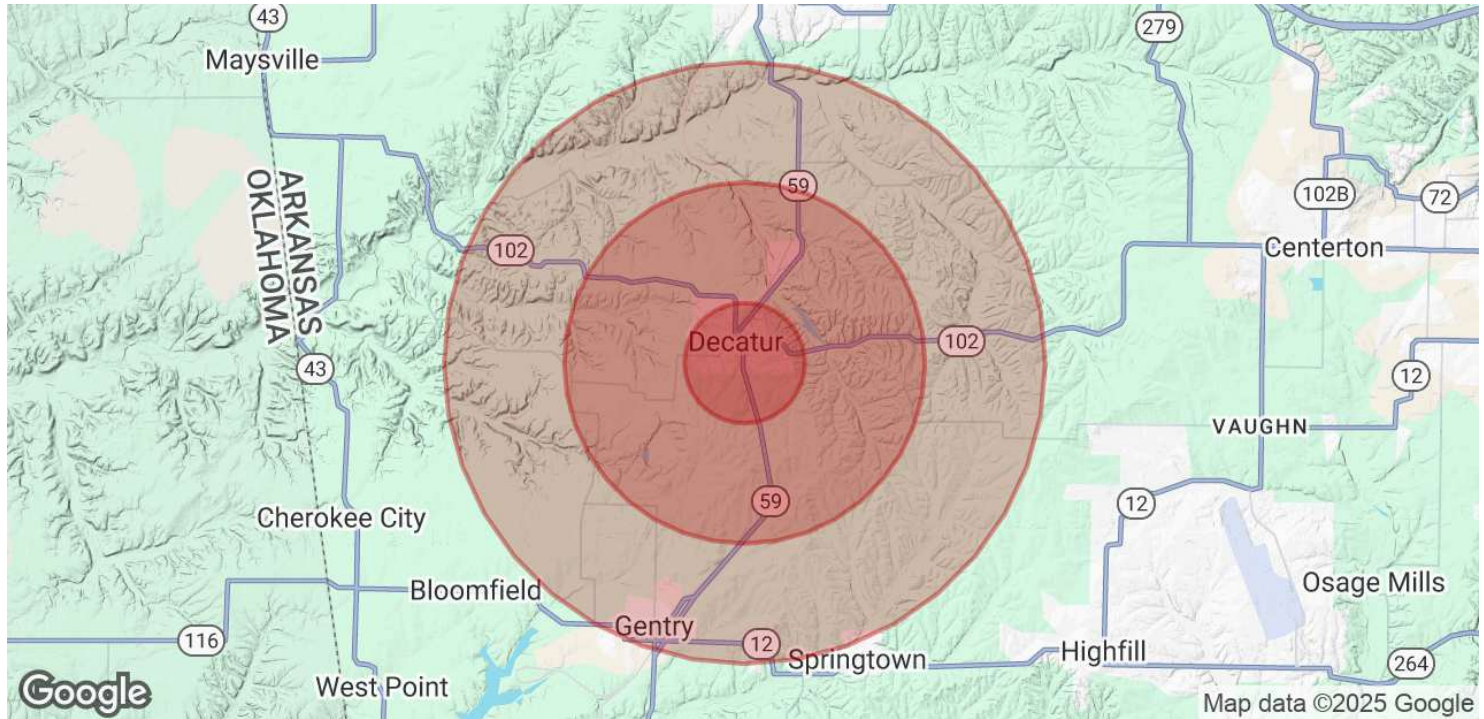 43
279
Maysville
59
102B
72
ARKANSAS
OKLAHOMA
102
Centerton
Decatur
102
43
12
VAUGHN
59
12
Cherokee City
Bloomfield
Osage Mills
Gentry
116
12
Springtown
Highfill
264
West Point
Google
Map data ©2025 Google